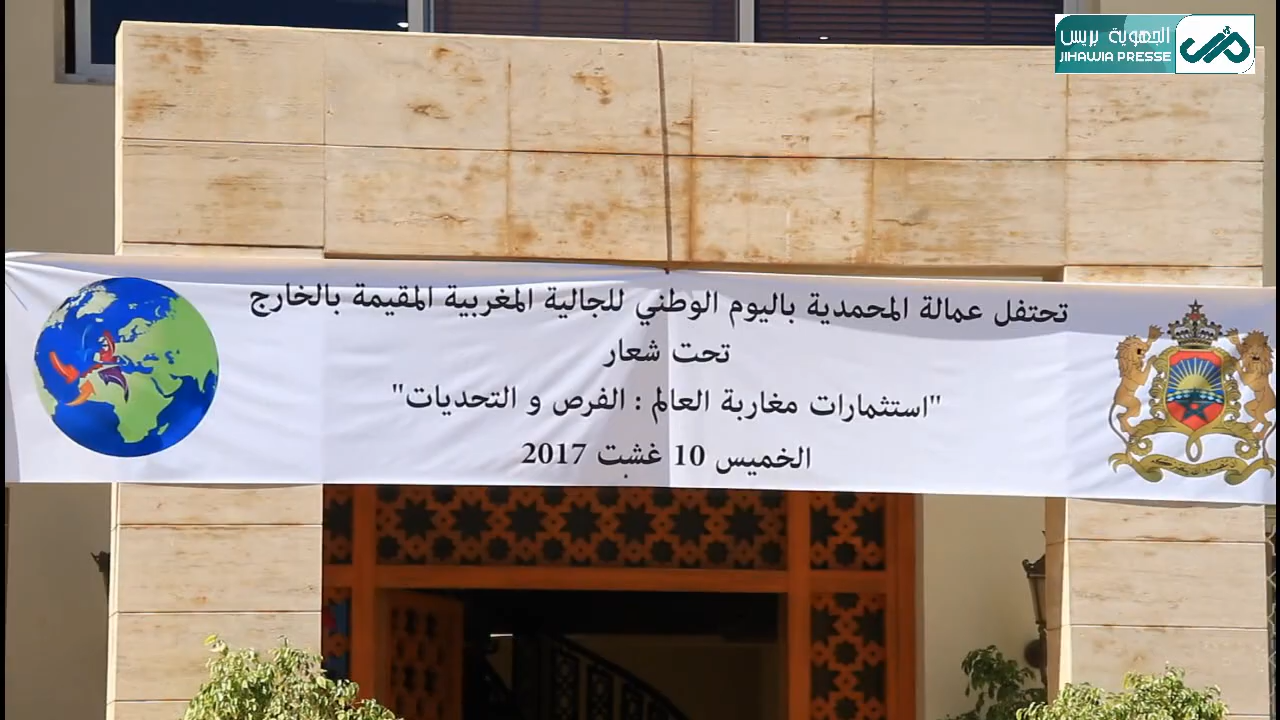 الجهوية بريس
JIHAWIA PRESSE
تحتفل عمالة المحمدية باليوم الوطني للجالية المغربية المقيمة بالخارج
تحت شعار
"استثمارات مغاربة العالم : الفرص و التحديات"
الخميس 10 غشت 2017